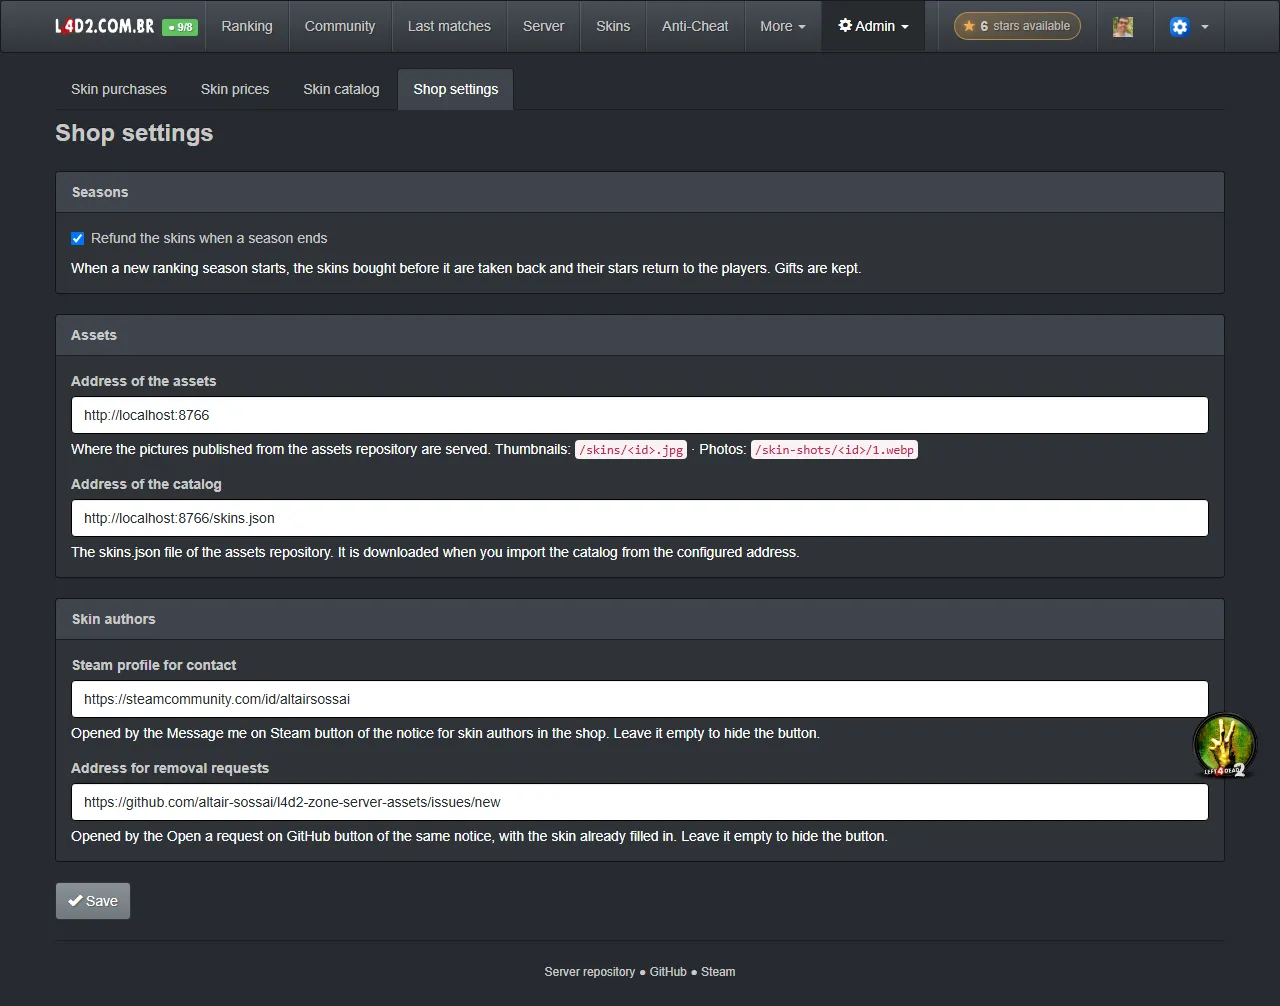 L4D2.COM.BR ● 9/8 Ranking Community Last matches Server Skins Anti-Cheat More Admin ★ 6 stars available
Skin purchases Skin prices Skin catalog Shop settings
Shop settings
Seasons
Refund the skins when a season ends
When a new ranking season starts, the skins bought before it are taken back and their stars return to the players. Gifts are kept.
Assets
Address of the assets
http://localhost:8766
Where the pictures published from the assets repository are served. Thumbnails: /skins/<id>.jpg · Photos: /skin-shots/<id>/1.webp
Address of the catalog
http://localhost:8766/skins.json
The skins.json file of the assets repository. It is downloaded when you import the catalog from the configured address.
Skin authors
Steam profile for contact
https://steamcommunity.com/id/altairsossai
Opened by the Message me on Steam button of the notice for skin authors in the shop. Leave it empty to hide the button.
LEFT 4 DEAD 2
Address for removal requests
https://github.com/altair-sossai/l4d2-zone-server-assets/issues/new
Opened by the Open a request on GitHub button of the same notice, with the skin already filled in. Leave it empty to hide the button.
Save
Server repository ● GitHub ● Steam